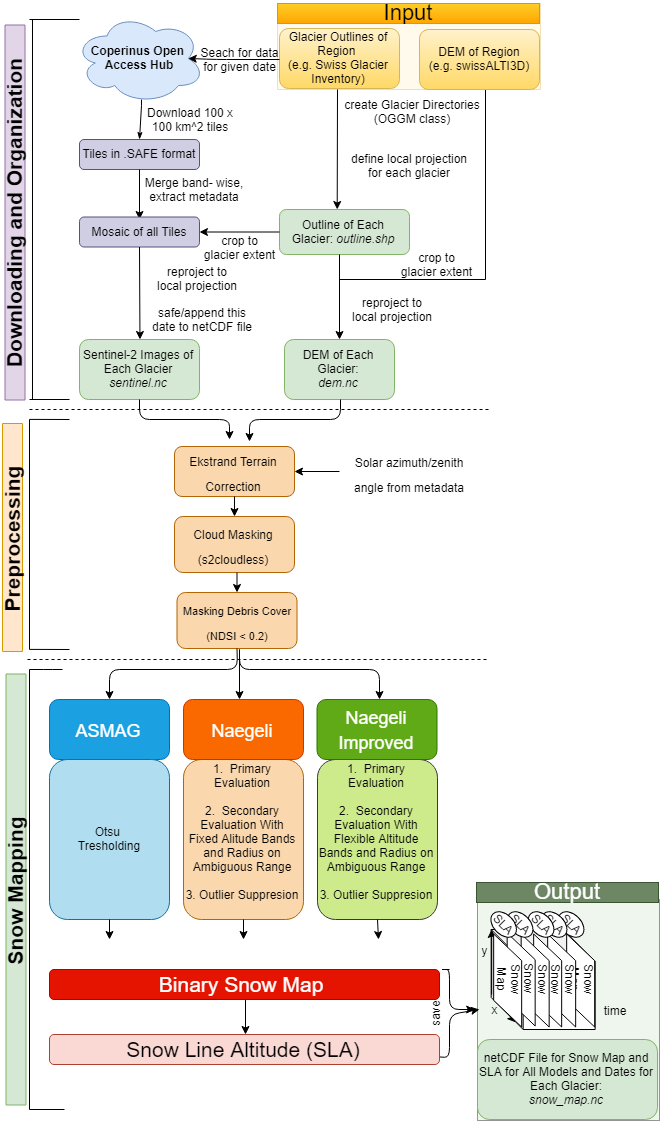 Input
Glacier Outlines of
Region
(e.g. Swiss Glacier
Inventory)
DEM of Region
(e.g. swissALTI3D)
Coperinus Open
Access Hub
Seach for data
for given date
create Glacier Directories
(OGGM class)
Download 100 x
100 km^2 tiles
Tiles in .SAFE format
define local projection
for each glacier
Merge band- wise,
extract metadata
Mosaic of all Tiles
Outline of Each
Glacier: outline.shp
crop to
glacier extent
crop to
glacier extent
reproject to
local projection
safe/append this
date to netCDF file
reproject to
local projection
Sentinel-2 Images of
Each Glacier
sentinel.nc
DEM of Each
Glacier:
dem.nc
Downloading and Organization
Preprocessing
Ekstrand Terrain
Correction
Solar azimuth/zenith
angle from metadata
Cloud Masking
(s2cloudless)
Masking Debris Cover
(NDSI < 0.2)
Snow Mapping
ASMAG
Otsu
Tresholding
Naegeli
1. Primary
Evaluation
2. Secondary
Evaluation With
Fixed Alitude Bands
and Radius on
Ambiguous Range
3. Outlier Suppresion
Naegeli
Improved
1. Primary
Evaluation
2. Secondary
Evaluation With
Flexible Altitude
Bands and Radius on
Ambiguous Range
3. Outlier Suppresion
Binary Snow Map
Snow Line Altitude (SLA)
save
Output
SLA
SLA
SLA
SLA
SLA
y
Snow
Map
Snow
Snow
Snow
Snow
Snow
x
time
netCDF File for Snow Map and
SLA for All Models and Dates for
Each Glacier:
snow_map.nc